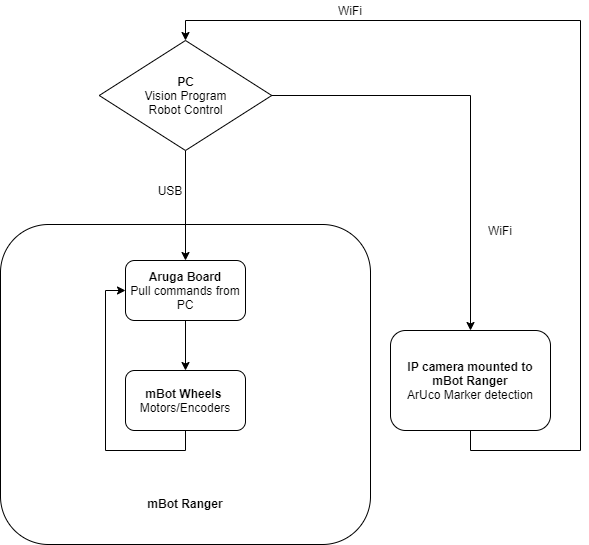 WiFi
PC
Vision Program
Robot Control
USB
WiFi
Aruga Board
Pull commands from
PC
IP camera mounted to
mBot Ranger
ArUco Marker detection
mBot Wheels
Motors/Encoders
mBot Ranger